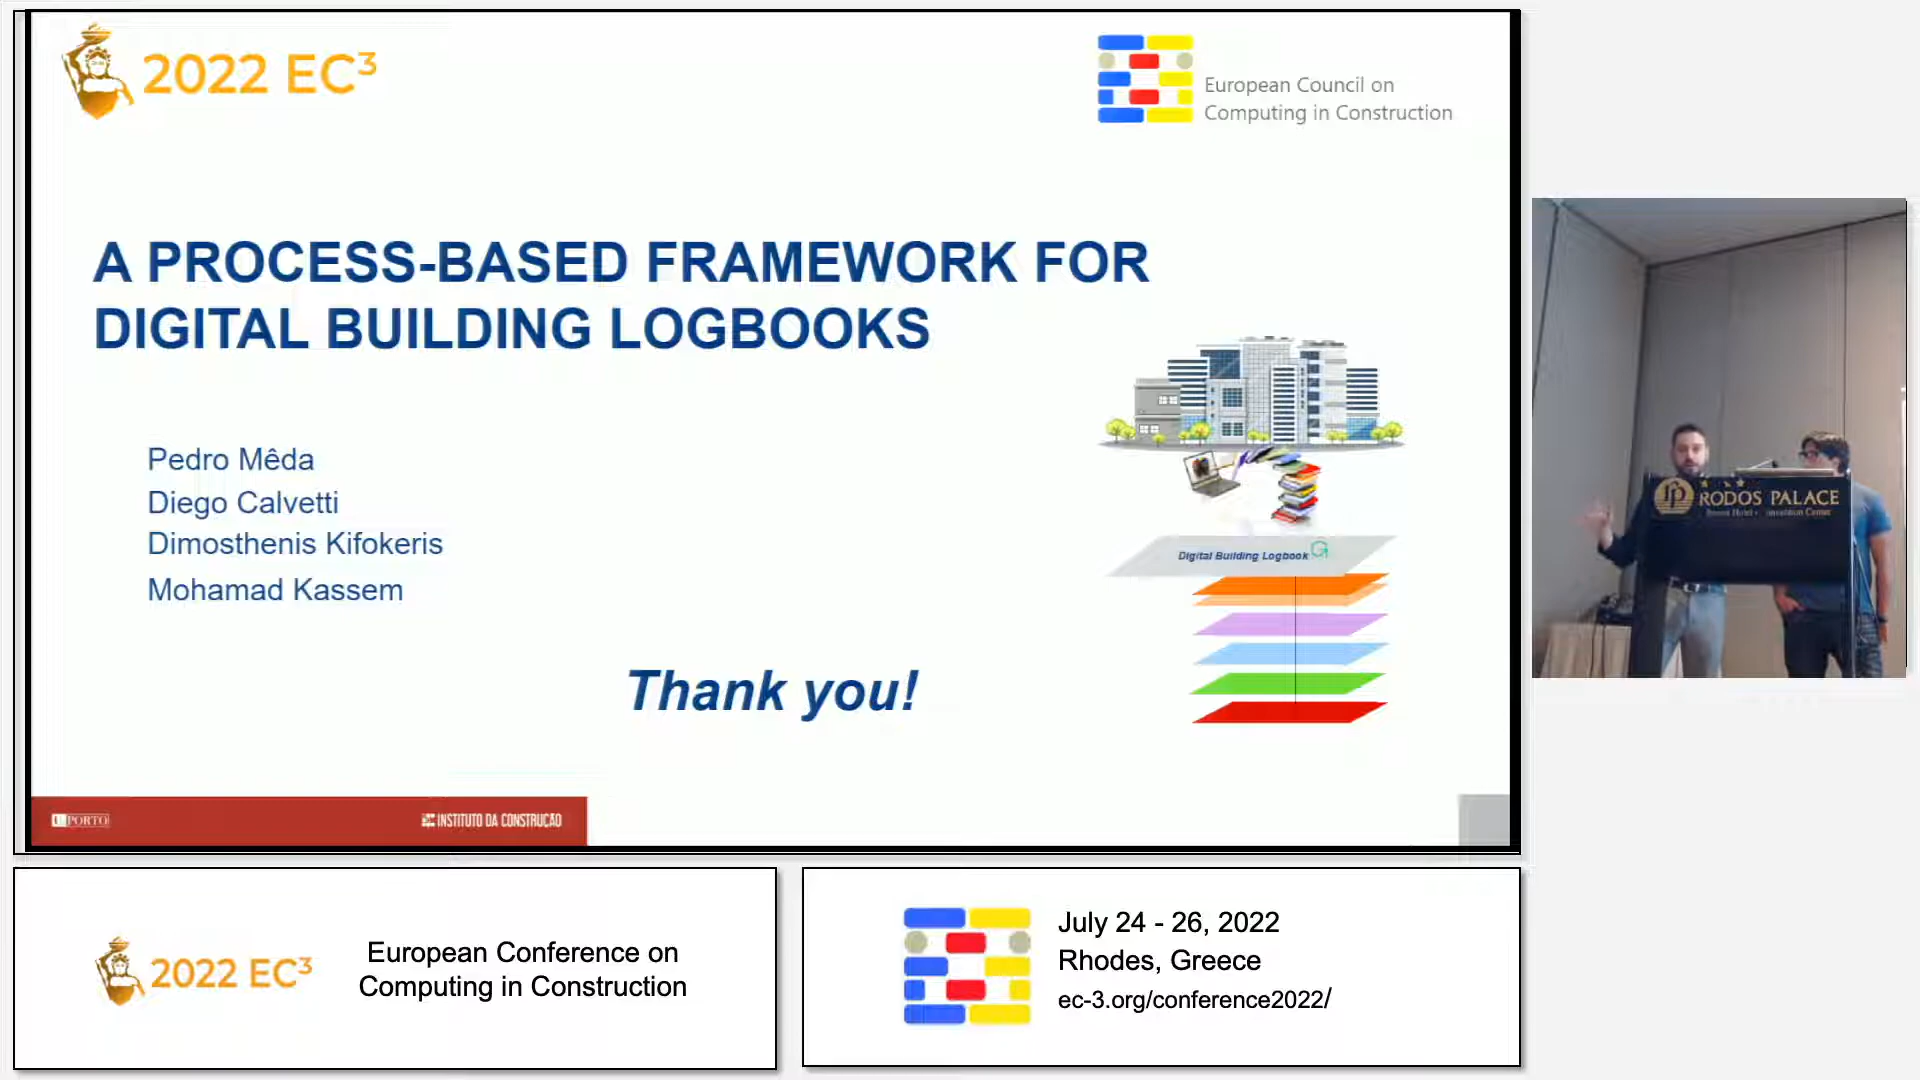 2022 EC³
European Council on
Computing in Construction
A PROCESS-BASED FRAMEWORK FOR
DIGITAL BUILDING LOGBOOKS
Pedro Mêda
Diego Calvetti
Dimosthenis Kifokeris
Mohamad Kassem
Digital Building Logbook
Thank you!
U.PORTO
INSTITUTO DA CONSTRUÇÃO
RODOS PALACE
2022 EC³
European Conference on
Computing in Construction
July 24 - 26, 2022
Rhodes, Greece
ec-3.org/conference2022/